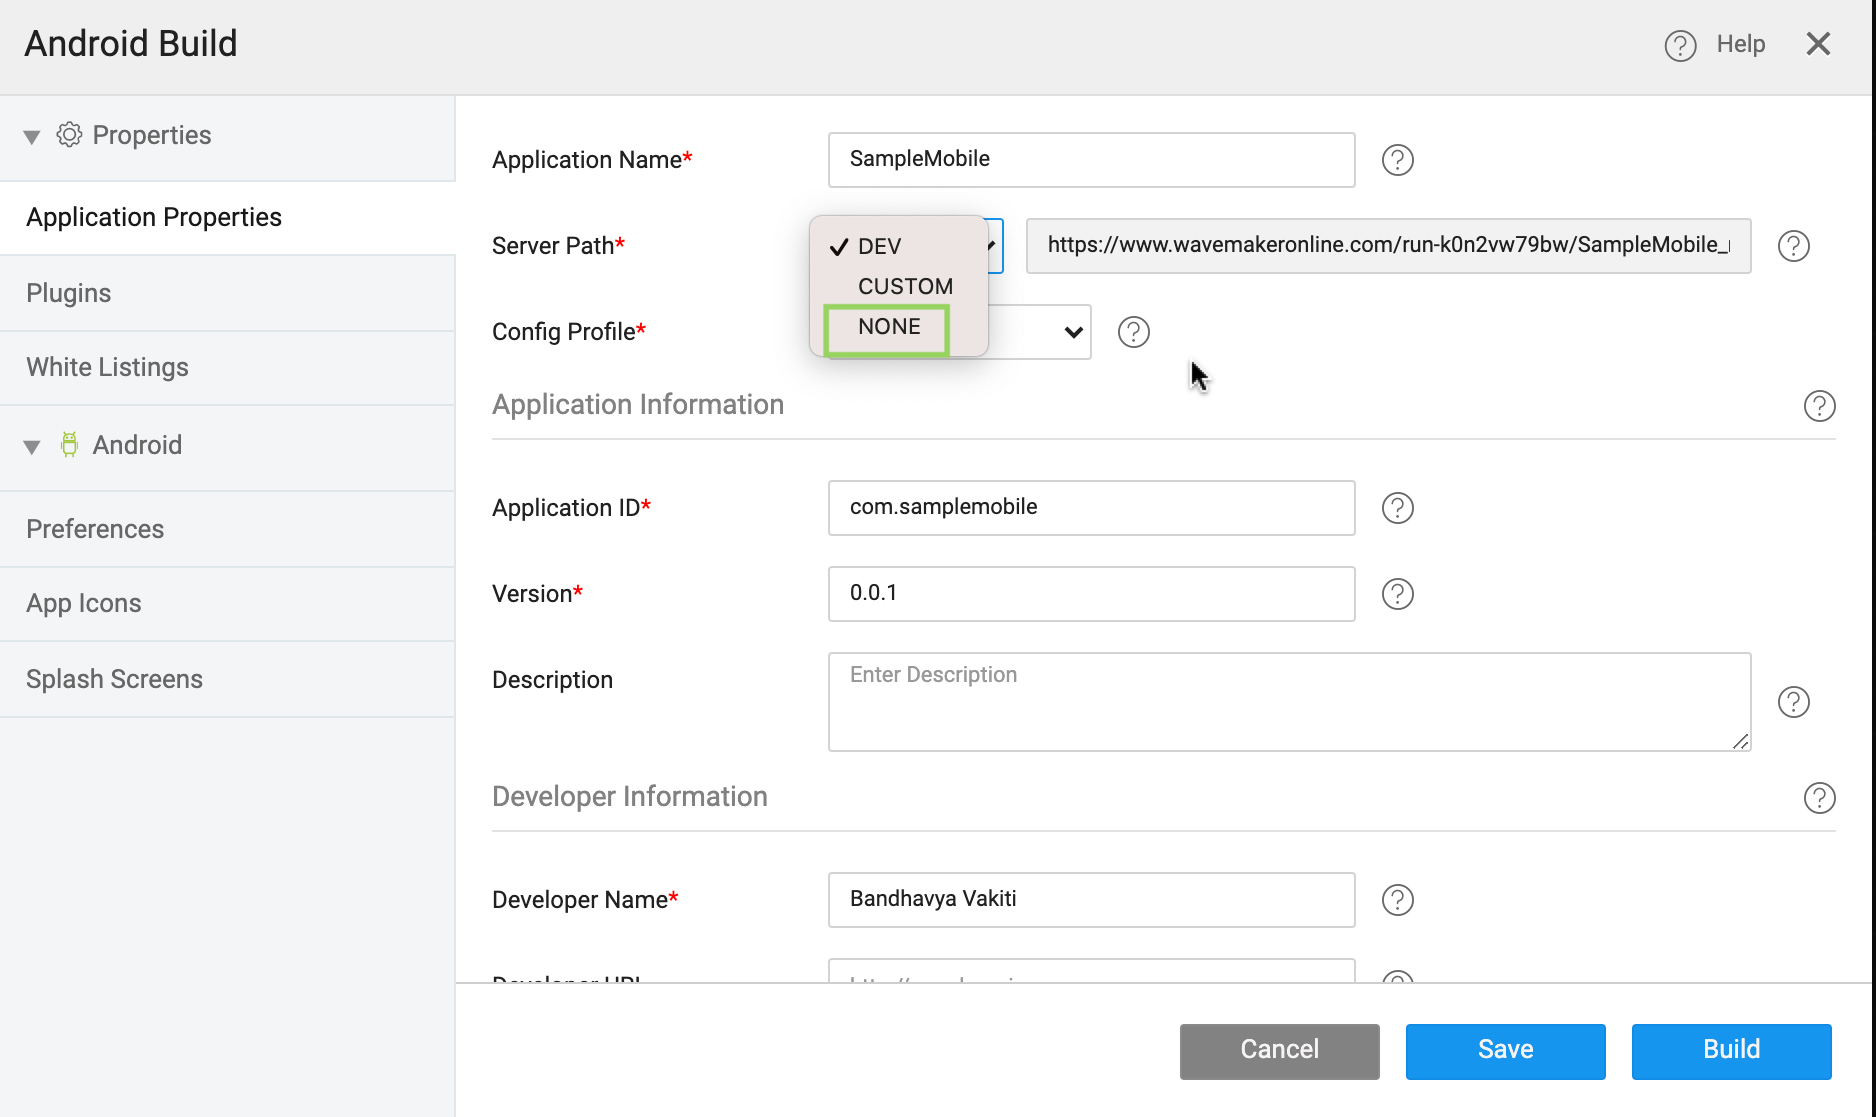 Android Build
Help
Properties
Application Properties
Plugins
White Listings
Android
Preferences
App Icons
Splash Screens
Application Name*
SampleMobile
Server Path*
DEV
CUSTOM
NONE
https://www.wavemakeronline.com/run-k0n2vw79bw/SampleMobile_
Config Profile*
Application Information
Application ID*
com.samplemobile
Version*
0.0.1
Description
Enter Description
Developer Information
Developer Name*
Bandhavya Vakiti
Cancel
Save
Build